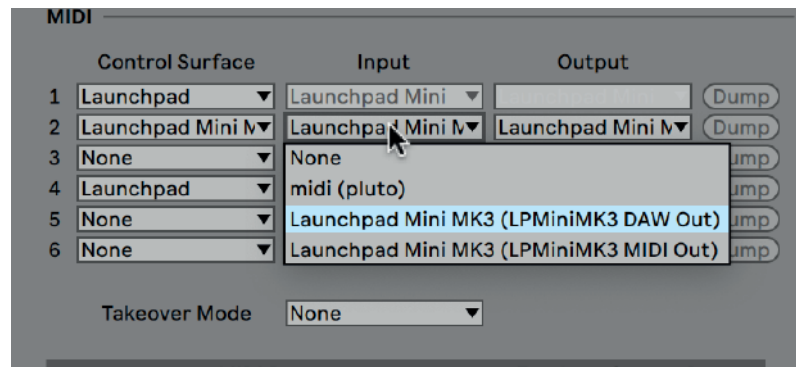 MIDI
Control Surface Input Output
1 Launchpad Launchpad Mini Launchpad Mini Dump
2 Launchpad Mini M Launchpad Mini M Launchpad Mini M Dump
3 None None ump
4 Launchpad midi (pluto) ump
5 None Launchpad Mini MK3 (LPMiniMK3 DAW Out) ump
6 None Launchpad Mini MK3 (LPMiniMK3 MIDI Out) ump
Takeover Mode None